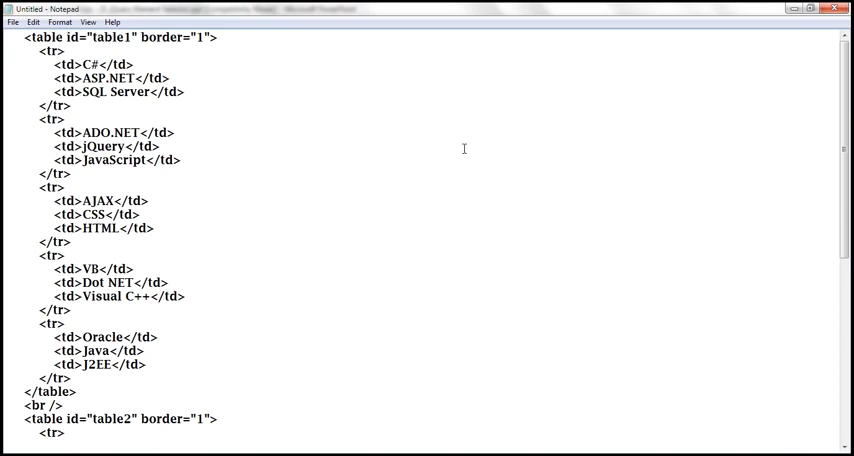 Untitled - Notepad
File Edit Format View Help
<table id="table1" border="1">
<tr>
<td>C#</td>
<td>ASP.NET</td>
<td>SQL Server</td>
</tr>
<tr>
<td>ADO.NET</td>
<td>jQuery</td>
<td>JavaScript</td>
</tr>
<tr>
<td>AJAX</td>
<td>CSS</td>
<td>HTML</td>
</tr>
<tr>
<td>VB</td>
<td>Dot NET</td>
<td>Visual C++</td>
</tr>
<tr>
<td>Oracle</td>
<td>Java</td>
<td>J2EE</td>
</tr>
</table>
<br />
<table id="table2" border="1">
<tr>